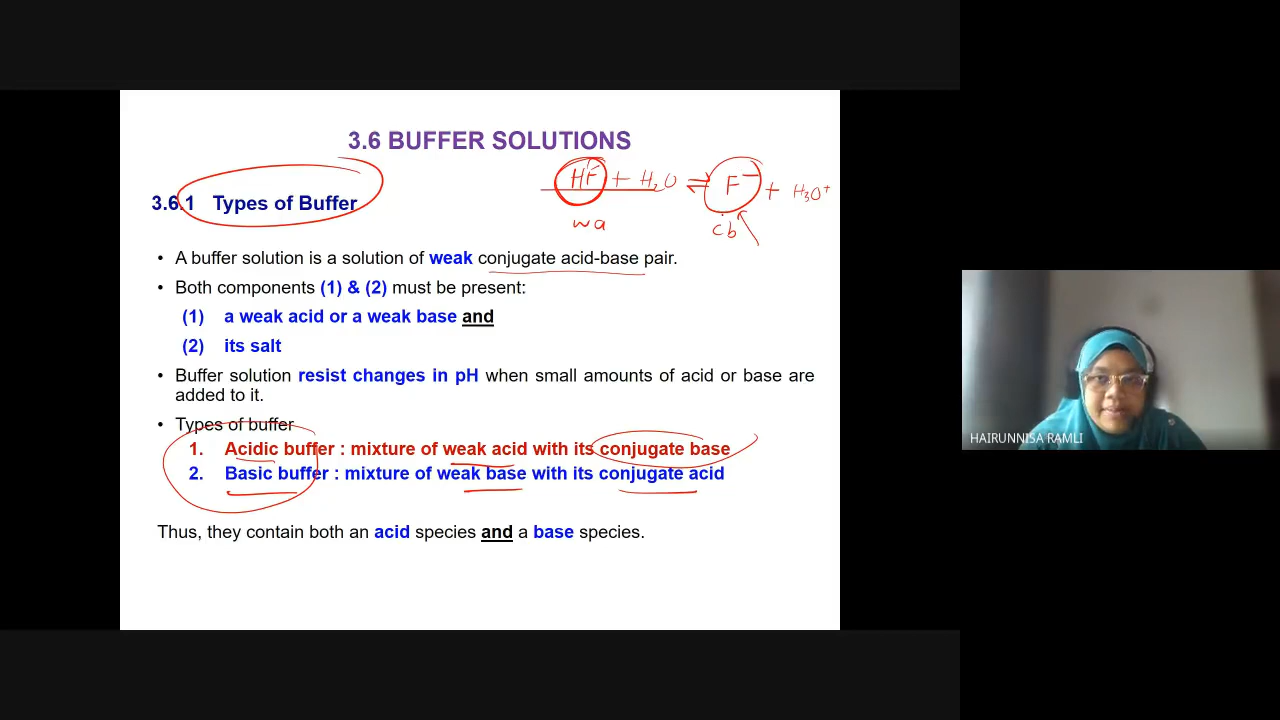 3.6 BUFFER SOLUTIONS
HF + H₂O ⇌ F⁻ + H₃O⁺
wa cb
3.6.1 Types of Buffer
• A buffer solution is a solution of weak conjugate acid-base pair.
• Both components (1) & (2) must be present:
(1) a weak acid or a weak base and
(2) its salt
• Buffer solution resist changes in pH when small amounts of acid or base are
added to it.
• Types of buffer
1. Acidic buffer : mixture of weak acid with its conjugate base
2. Basic buffer : mixture of weak base with its conjugate acid
Thus, they contain both an acid species and a base species.
HAIRUNNISA RAMLI